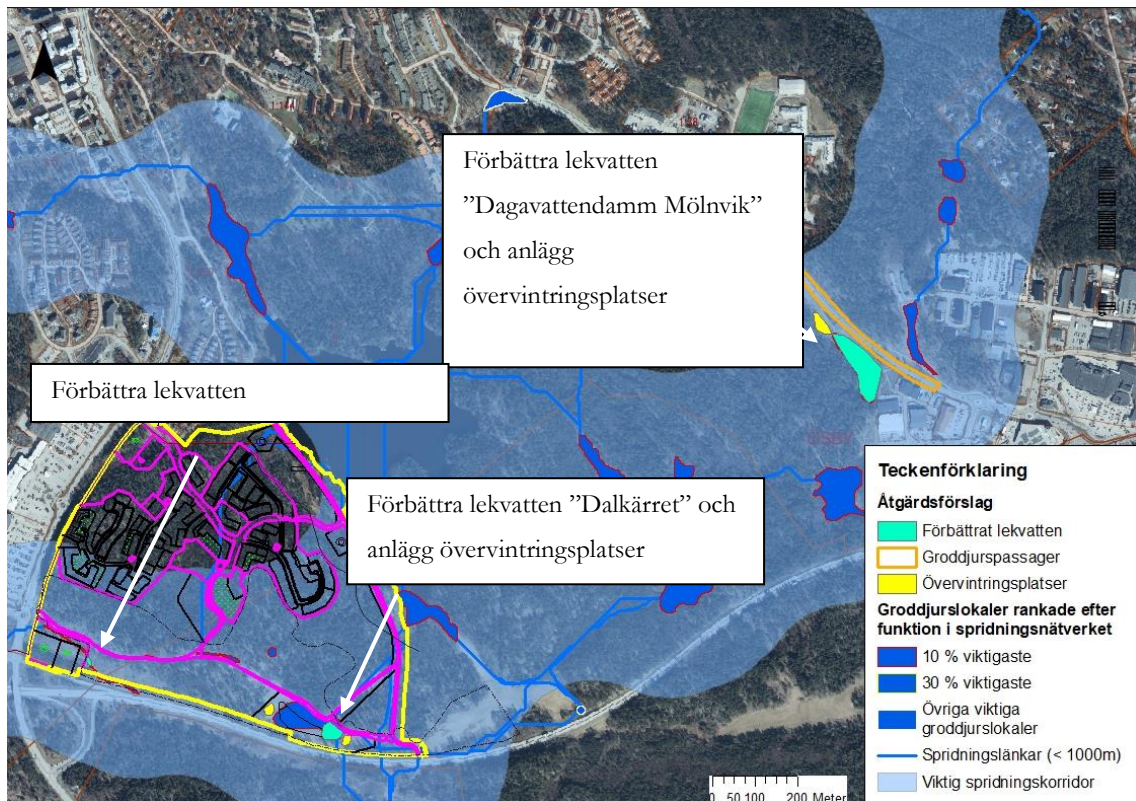 Förbättra lekvatten
”Dagavattendamm Mölnvik”
och anlägg
övervintringsplatser
Förbättra lekvatten
Förbättra lekvatten ”Dalkärret” och
anlägg övervintringsplatser
Teckenförklaring
Åtgärdsförslag
Förbättrat lekvatten
Groddjurspassager
Övervintringsplatser
Groddjurslokaler rankade efter
funktion i spridningsnätverket
10 % viktigaste
30 % viktigaste
Övriga viktiga
groddjurslokaler
Spridningslänkar (< 1000m)
Viktig spridningskorridor
0 50 100 200 Meter